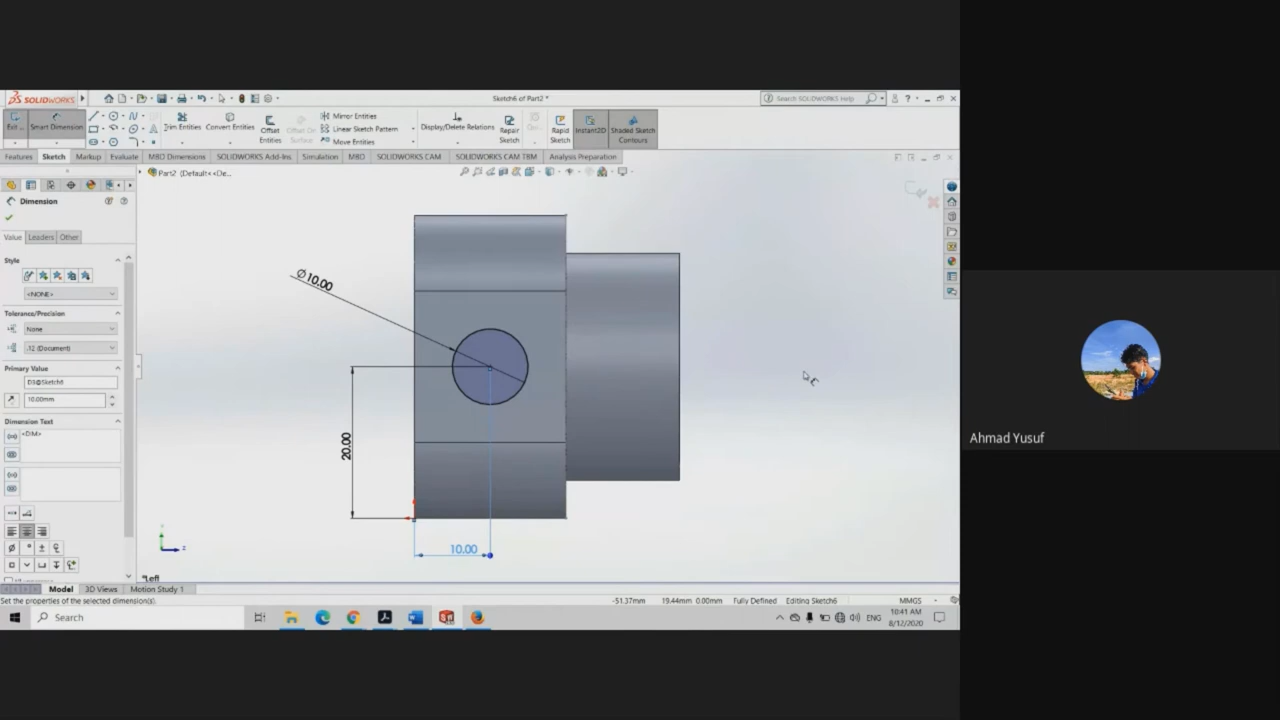 SOLIDWORKS
Sketch6 of Part2 *
Search SOLIDWORKS Help
Exit...
Smart Dimension
Trim Entities
Convert Entities
Offset Entities
Offset On Surface
Mirror Entities
Linear Sketch Pattern
Move Entities
Display/Delete Relations
Repair Sketch
Rapid Sketch
Instant2D
Shaded Sketch Contours
Features
Sketch
Markup
Evaluate
MBD Dimensions
SOLIDWORKS Add-Ins
Simulation
MBD
SOLIDWORKS CAM
SOLIDWORKS CAM TBM
Analysis Preparation
Part2 (Default<<De...
Dimension
Value
Leaders
Other
Style
<NONE>
Tolerance/Precision
None
.12 (Document)
Primary Value
D3@Sketch6
10.00mm
Dimension Text
<DIM>
Ø10.00
20.00
10.00
z
*Left
Model
3D Views
Motion Study 1
Set the properties of the selected dimension(s).
-51.37mm
19.44mm 0.00mm
Fully Defined
Editing Sketch6
MMGS
Search
ENG
10:41 AM
8/12/2020
Ahmad Yusuf